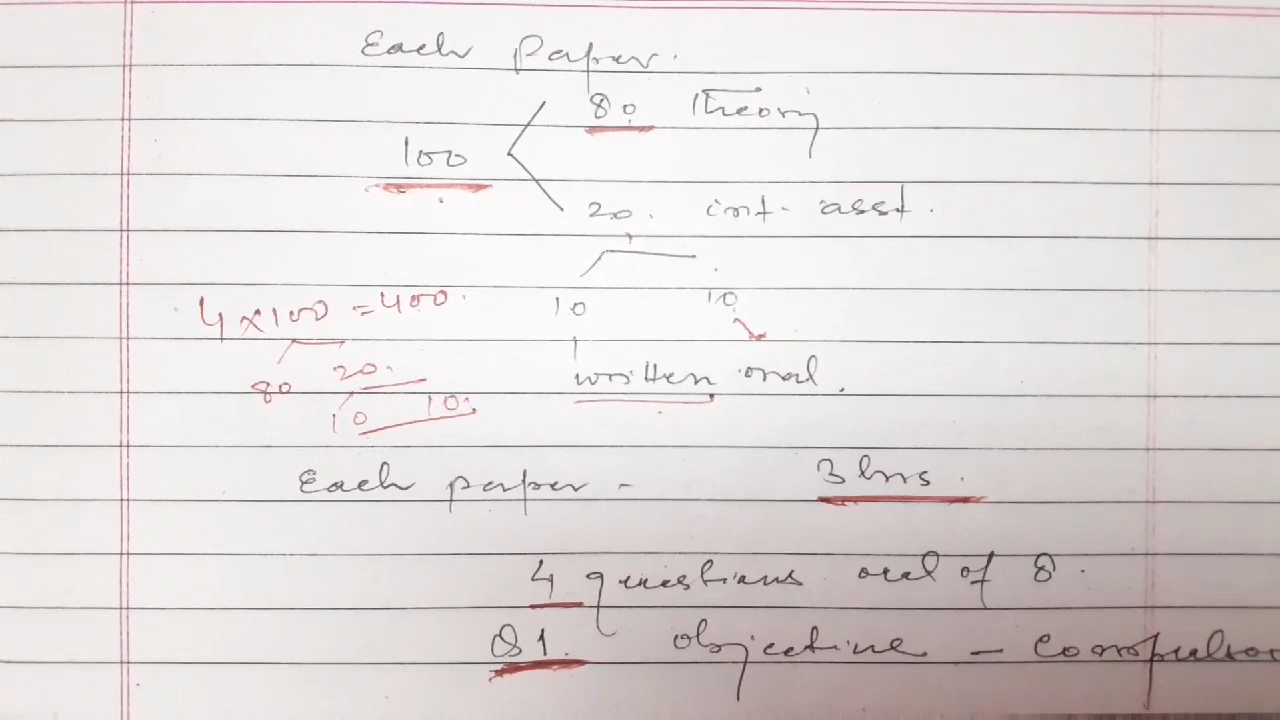 Each Paper.
80 Theory
100
20. int. asst.
4 x 100 = 400.
10 10
80 20.
written oral.
10 10.
Each paper - 3 hrs.
4 questions out of 8.
Q1. objective - compulso